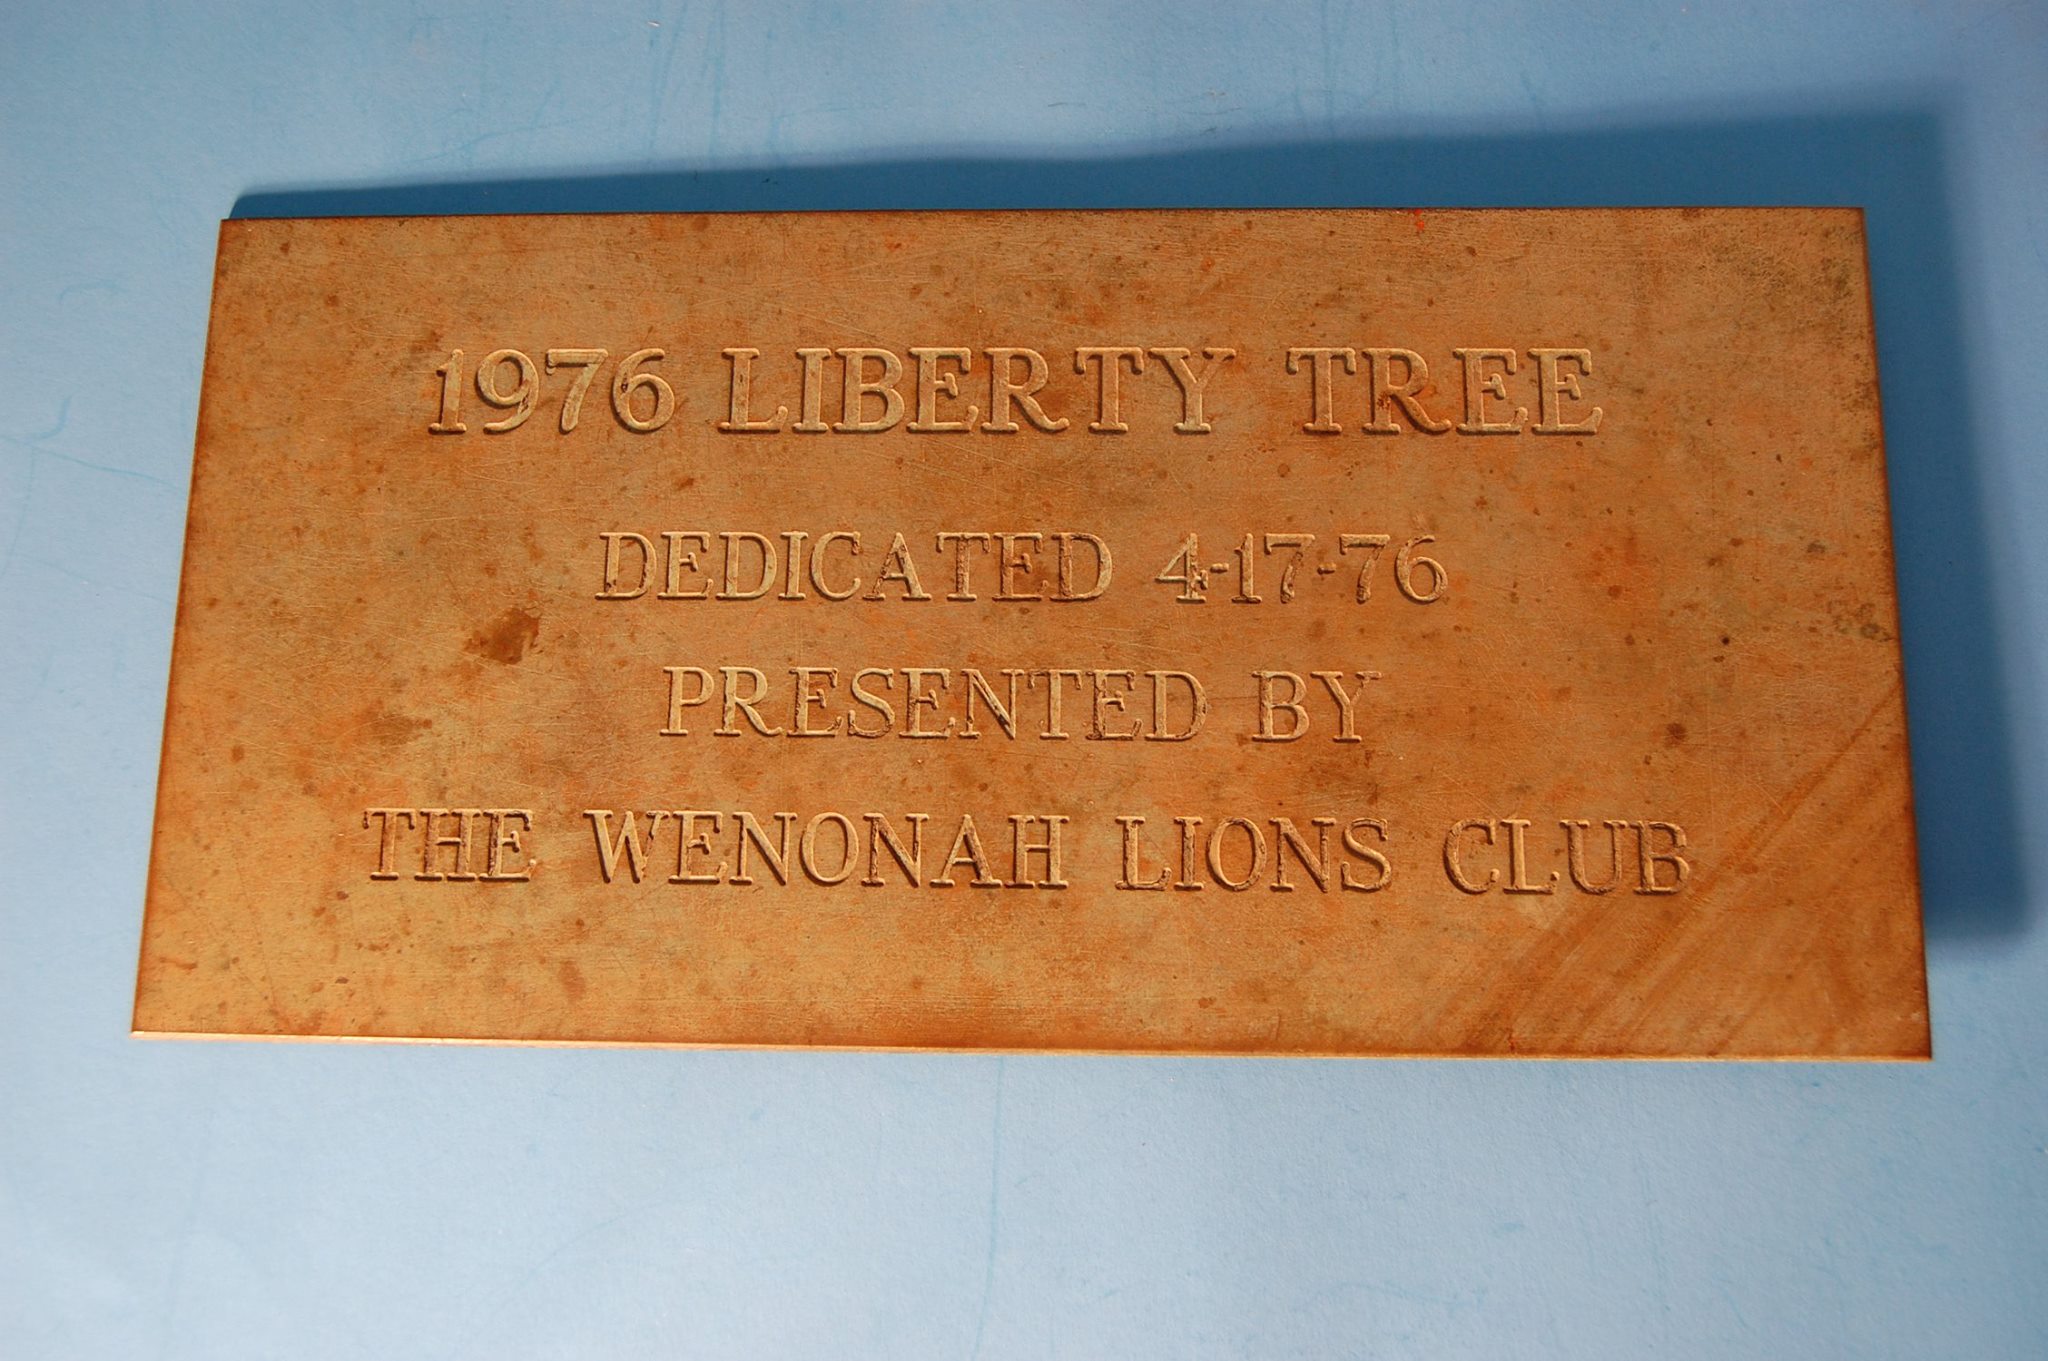 1976 LIBERTY TREE
DEDICATED 4-17-76
PRESENTED BY
THE WENONAH LIONS CLUB